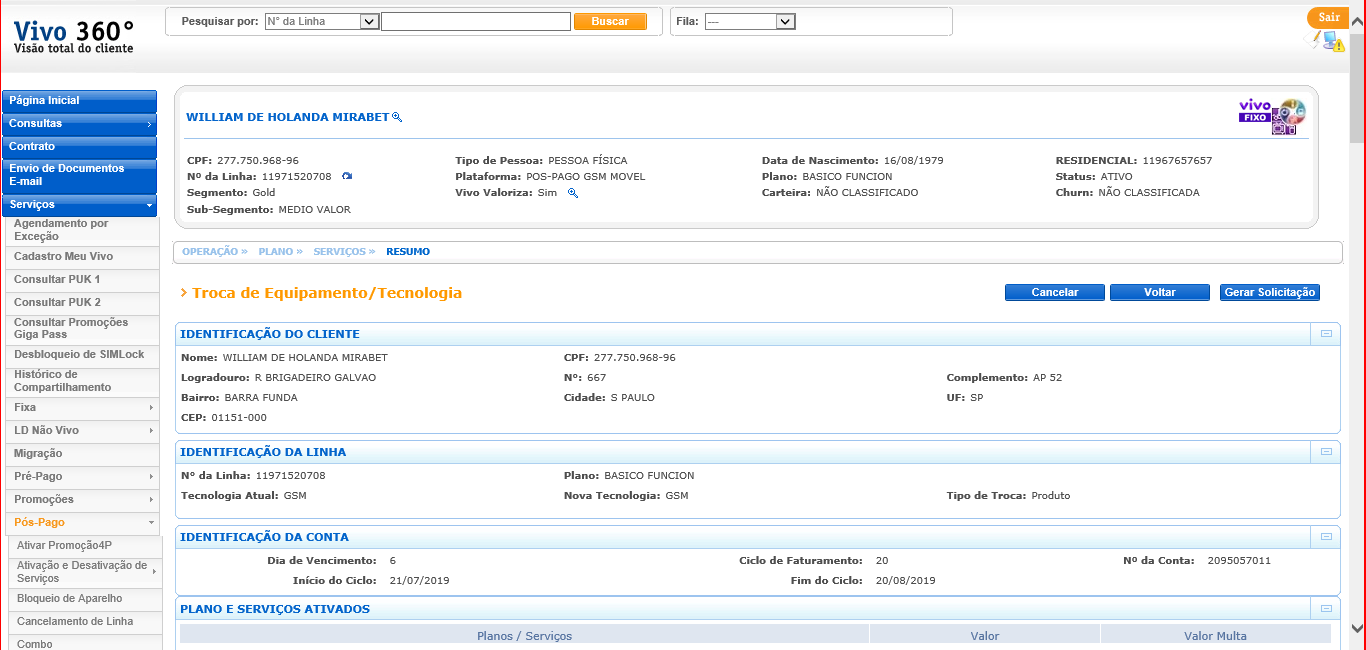 Vivo 360°
Visão total do cliente
Pesquisar por: N° da Linha Buscar Fila: ---
Sair
Página Inicial
Consultas
Contrato
Envio de Documentos
E-mail
Serviços
Agendamento por
Exceção
Cadastro Meu Vivo
Consultar PUK 1
Consultar PUK 2
Consultar Promoções
Giga Pass
Desbloqueio de SIMLock
Histórico de
Compartilhamento
Fixa
LD Não Vivo
Migração
Pré-Pago
Promoções
Pós-Pago
Ativar Promoção4P
Ativação e Desativação de
Serviços
Bloqueio de Aparelho
Cancelamento de Linha
Combo
WILLIAM DE HOLANDA MIRABET
vivo
FIXO
CPF: 277.750.968-96 Tipo de Pessoa: PESSOA FÍSICA Data de Nascimento: 16/08/1979 RESIDENCIAL: 11967657657
Nº da Linha: 11971520708 Plataforma: POS-PAGO GSM MOVEL Plano: BASICO FUNCION Status: ATIVO
Segmento: Gold Vivo Valoriza: Sim Carteira: NÃO CLASSIFICADO Churn: NÃO CLASSIFICADA
Sub-Segmento: MEDIO VALOR
OPERAÇÃO » PLANO » SERVIÇOS » RESUMO
> Troca de Equipamento/Tecnologia Cancelar Voltar Gerar Solicitação
IDENTIFICAÇÃO DO CLIENTE
Nome: WILLIAM DE HOLANDA MIRABET CPF: 277.750.968-96
Logradouro: R BRIGADEIRO GALVAO Nº: 667 Complemento: AP 52
Bairro: BARRA FUNDA Cidade: S PAULO UF: SP
CEP: 01151-000
IDENTIFICAÇÃO DA LINHA
Nº da Linha: 11971520708 Plano: BASICO FUNCION
Tecnologia Atual: GSM Nova Tecnologia: GSM Tipo de Troca: Produto
IDENTIFICAÇÃO DA CONTA
Dia de Vencimento: 6 Ciclo de Faturamento: 20 Nº da Conta: 2095057011
Início do Ciclo: 21/07/2019 Fim do Ciclo: 20/08/2019
PLANO E SERVIÇOS ATIVADOS
Planos / Serviços Valor Valor Multa